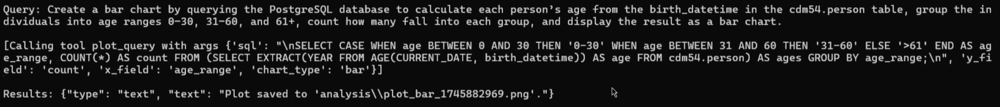 Query: Create a bar chart by querying the PostgreSQL database to calculate each person’s age from the birth_datetime in the cdm54.person table, group the in
dividuals into age ranges 0-30, 31-60, and 61+, count how many fall into each group, and display the result as a bar chart.
[Calling tool plot_query with args {'sql': "\nSELECT CASE WHEN age BETWEEN 0 AND 30 THEN '0-30' WHEN age BETWEEN 31 AND 60 THEN '31-60' ELSE '>61' END AS ag
e_range, COUNT(*) AS count FROM (SELECT EXTRACT(YEAR FROM AGE(CURRENT_DATE, birth_datetime)) AS age FROM cdm54.person) AS ages GROUP BY age_range;\n", 'y_fi
eld': 'count', 'x_field': 'age_range', 'chart_type': 'bar'}]
Results: {"type": "text", "text": "Plot saved to 'analysis\\plot_bar_1745882969.png'."}